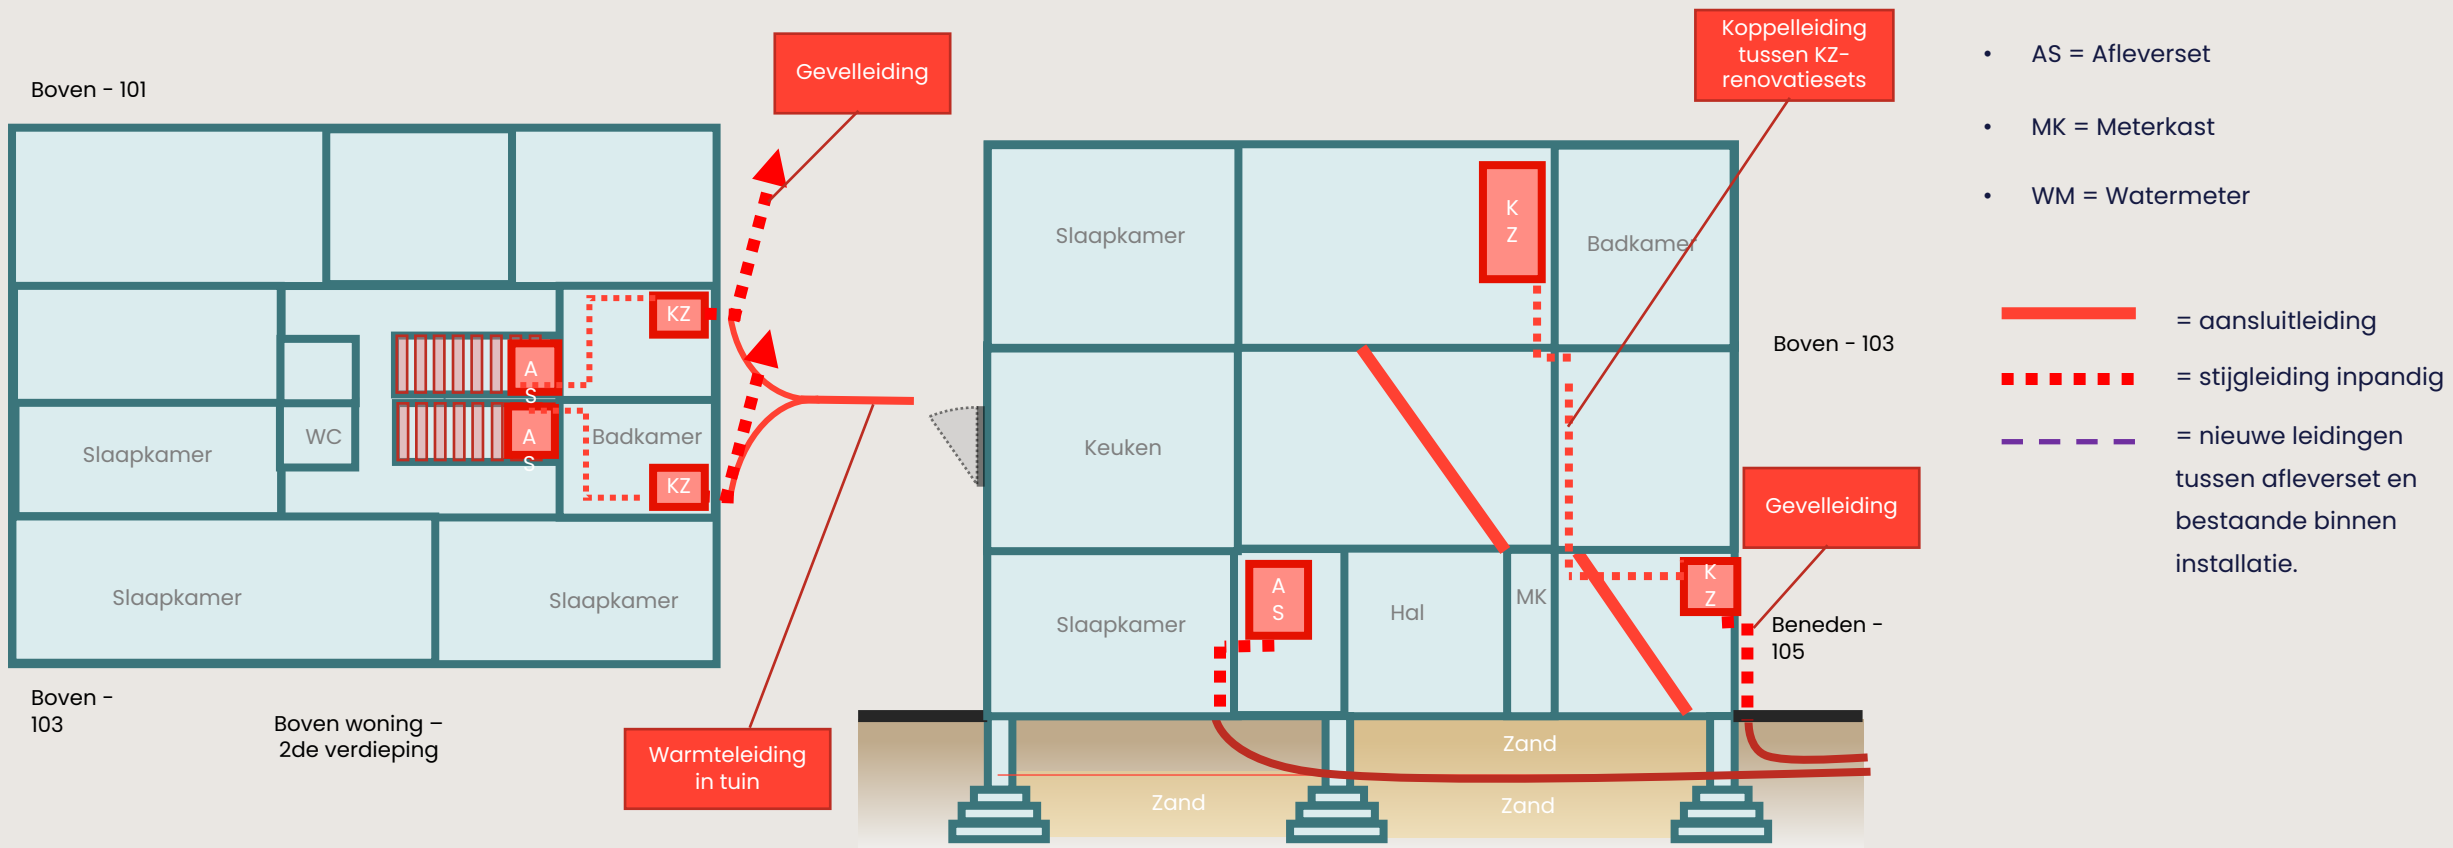 Boven - 101
Gevelleiding
Koppelleiding
tussen KZ-
renovatiesets
• AS = Afleverset
• MK = Meterkast
• WM = Watermeter
KZ
A
S
A
S
WC
Slaapkamer
Badkamer
KZ
Slaapkamer
Slaapkamer
Boven -
103
Boven woning –
2de verdieping
Warmteleiding
in tuin
Slaapkamer
K
Z
Badkamer
Boven - 103
Keuken
Gevelleiding
Slaapkamer
A
S
Hal
MK
K
Z
Beneden -
105
Zand
Zand
Zand
= aansluitleiding
= stijgleiding inpandig
= nieuwe leidingen
tussen afleverset en
bestaande binnen
installatie.